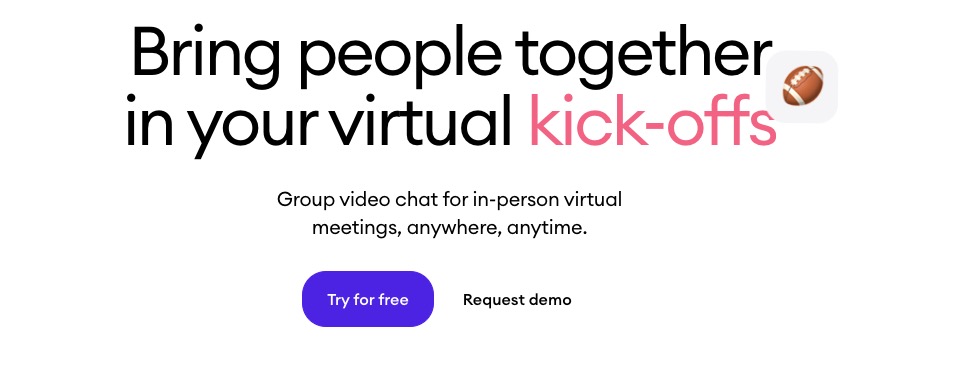 Bring people together
in your virtual kick-offs
Group video chat for in-person virtual
meetings, anywhere, anytime.
Try for free
Request demo